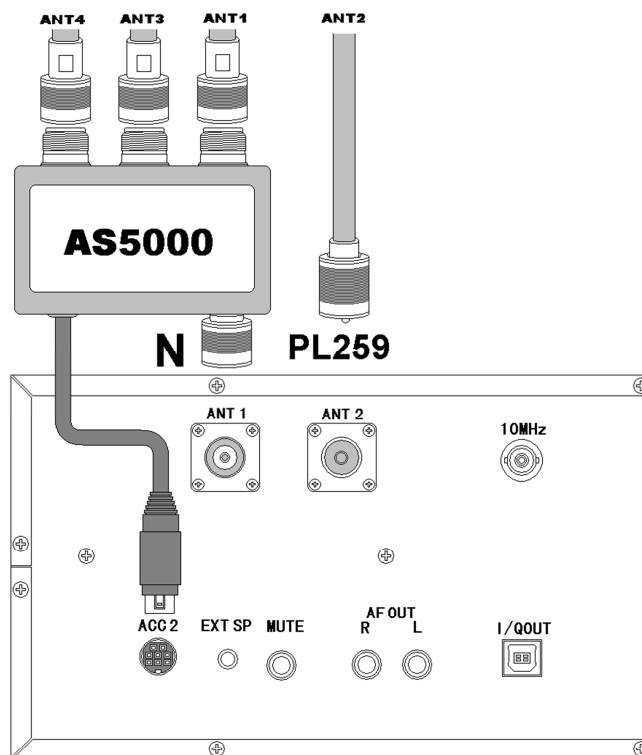 ANT4 ANT3 ANT1 ANT2
AS5000
N PL259
ANT 1 ANT 2 10MHz
ACC 2 EXT SP MUTE AF OUT I/QOUT
R L